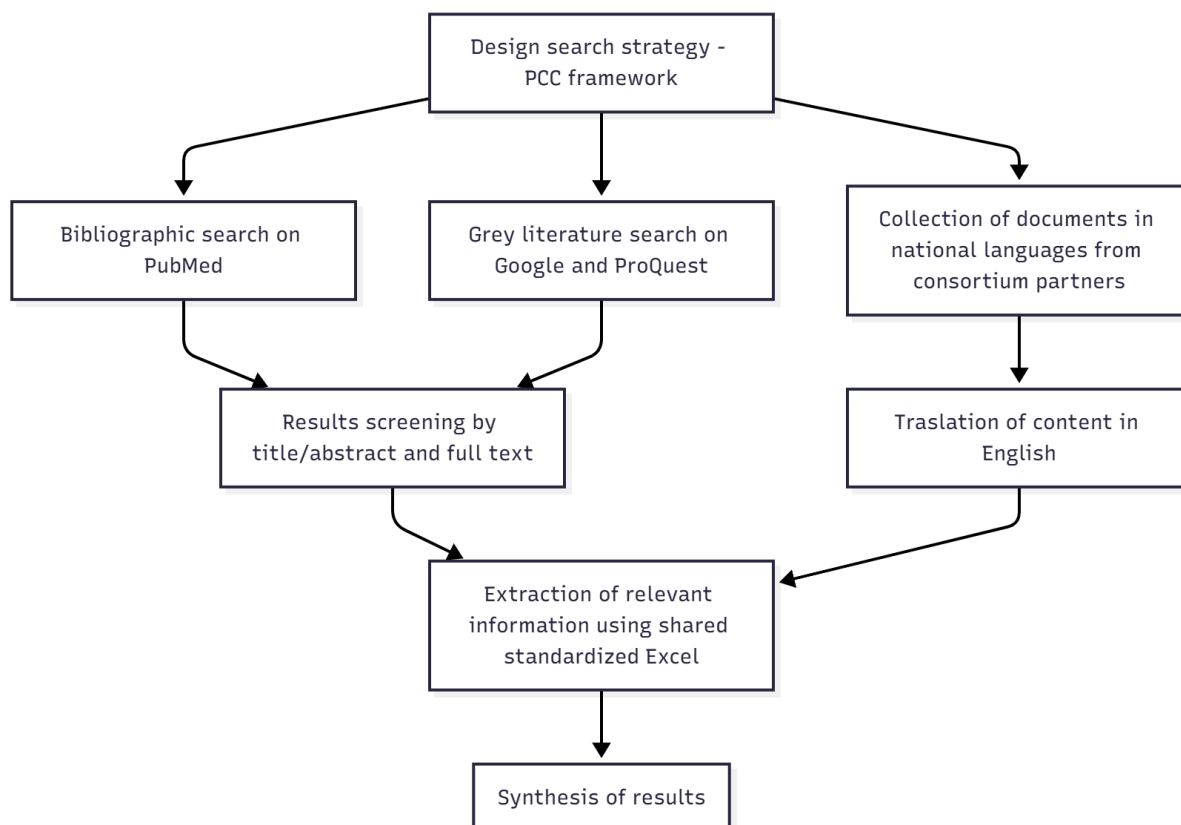 Design search strategy -
PCC framework
Bibliographic search on
PubMed
Grey literature search on
Google and ProQuest
Collection of documents in
national languages from
consortium partners
Results screening by
title/abstract and full text
Traslation of content in
English
Extraction of relevant
information using shared
standardized Excel
Synthesis of results